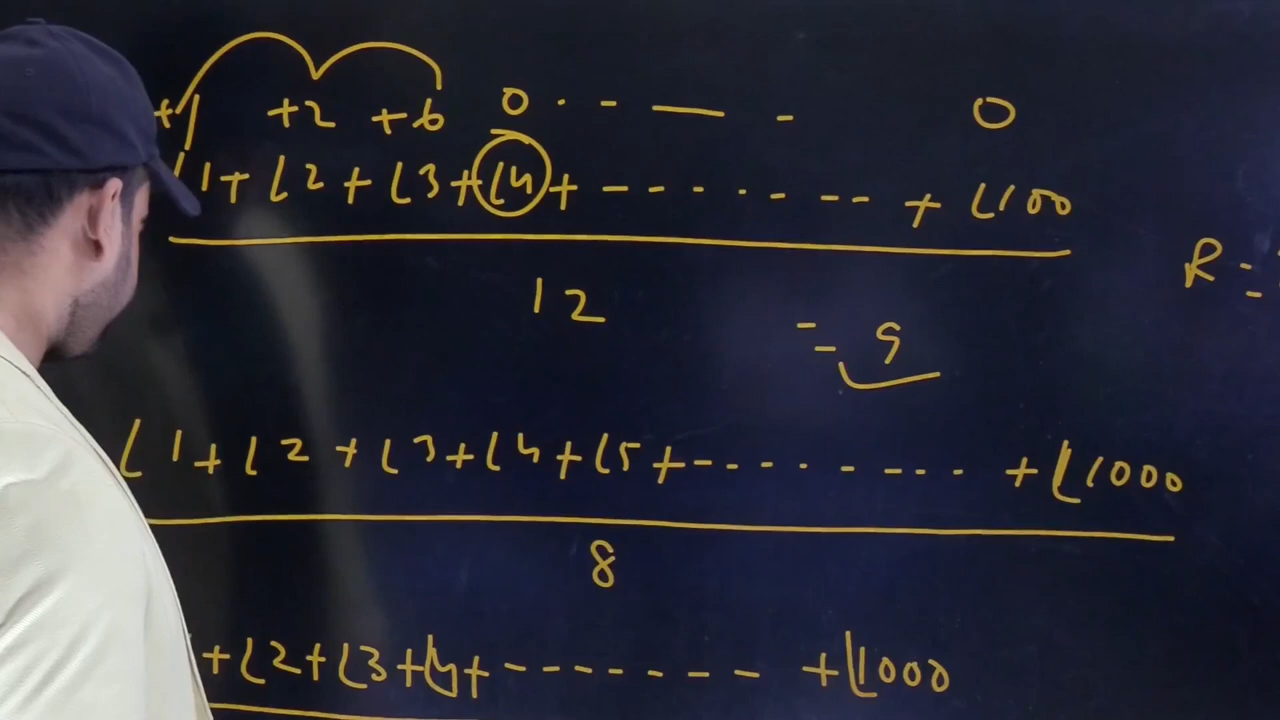 +1 +2 +6 0 · - — - 0
⌊1 + ⌊2 + ⌊3 + ⌊4 + - - - - · - - - + ⌊100
12
R =
= 9
⌊1 + ⌊2 + ⌊3 + ⌊4 + ⌊5 + - - - - · - - - - · + ⌊1000
8
+ ⌊2 + ⌊3 + ⌊4 + - - - - - - - - + ⌊1000